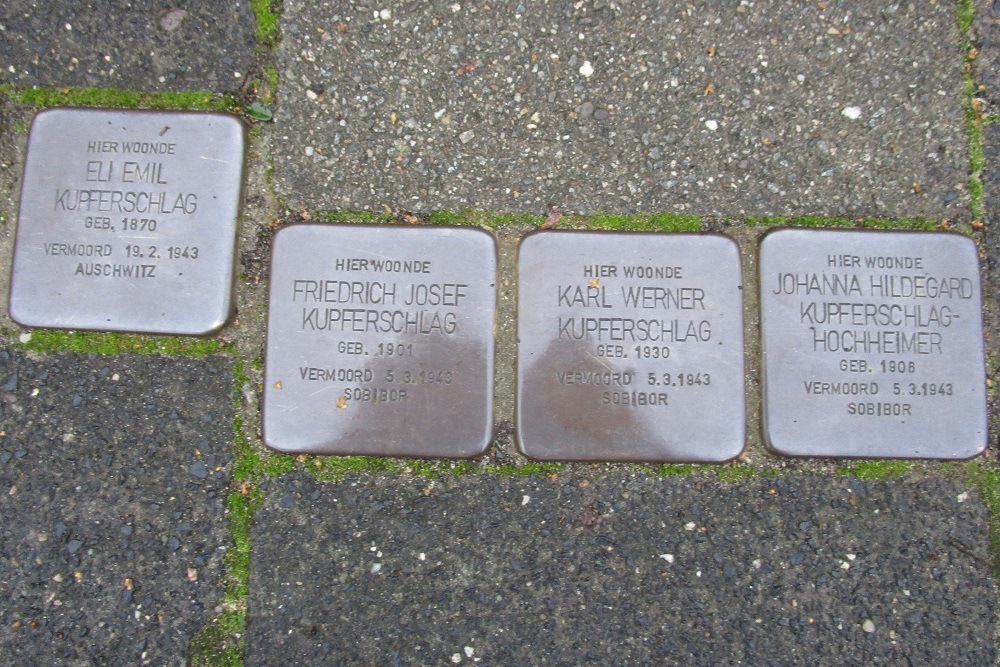 HIER WOONDE
ELI EMIL
KUPFERSCHLAG
GEB. 1870
VERMOORD 19.2.1943
AUSCHWITZ
HIER WOONDE
FRIEDRICH JOSEF
KUPFERSCHLAG
GEB. 1901
VERMOORD 5.3.1943
SOBIBOR
HIER WOONDE
KARL WERNER
KUPFERSCHLAG
GEB. 1930
VERMOORD 5.3.1943
SOBIBOR
HIER WOONDE
JOHANNA HILDEGARD
KUPFERSCHLAG-
HOCHHEIMER
GEB. 1906
VERMOORD 5.3.1943
SOBIBOR